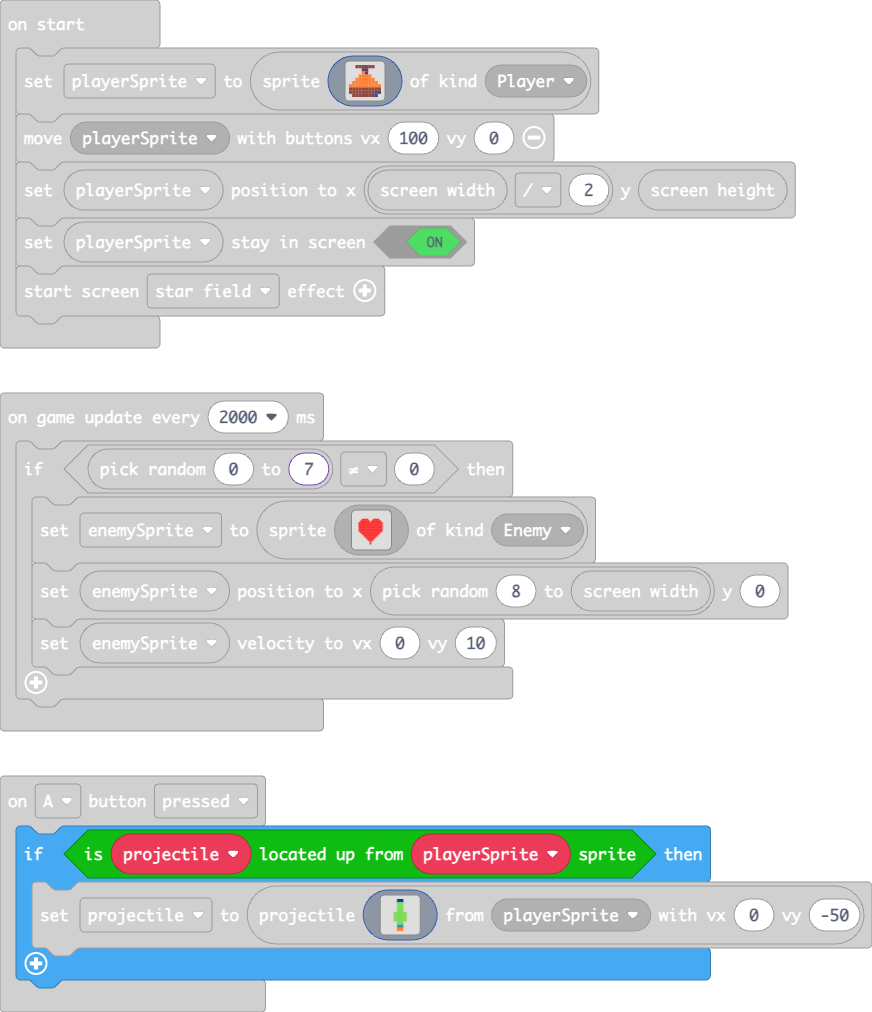 on start
set playerSprite to sprite of kind Player
move playerSprite with buttons vx 100 vy 0
set playerSprite position to x screen width / 2 y screen height
set playerSprite stay in screen ON
start screen star field effect
on game update every 2000 ms
if pick random 0 to 7 ≠ 0 then
set enemySprite to sprite of kind Enemy
set enemySprite position to x pick random 8 to screen width y 0
set enemySprite velocity to vx 0 vy 10
on A button pressed
if is projectile located up from playerSprite sprite then
set projectile to projectile from playerSprite with vx 0 vy -50